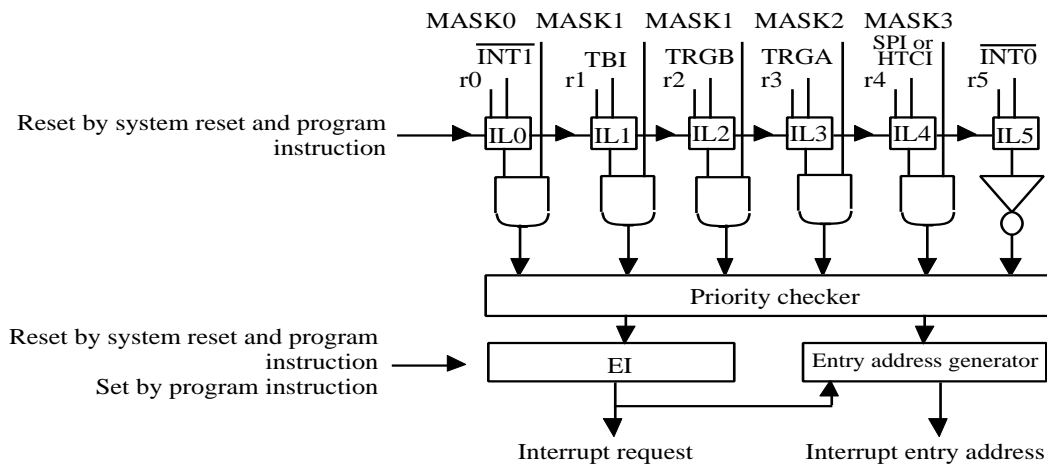 MASK0 MASK1 MASK1 MASK2 MASK3
INT1 TBI TRGB TRGA SPI or HTCI INT0
r0 r1 r2 r3 r4 r5
Reset by system reset and program
instruction
IL0 IL1 IL2 IL3 IL4 IL5
Priority checker
Reset by system reset and program
instruction
Set by program instruction
EI
Entry address generator
Interrupt request
Interrupt entry address